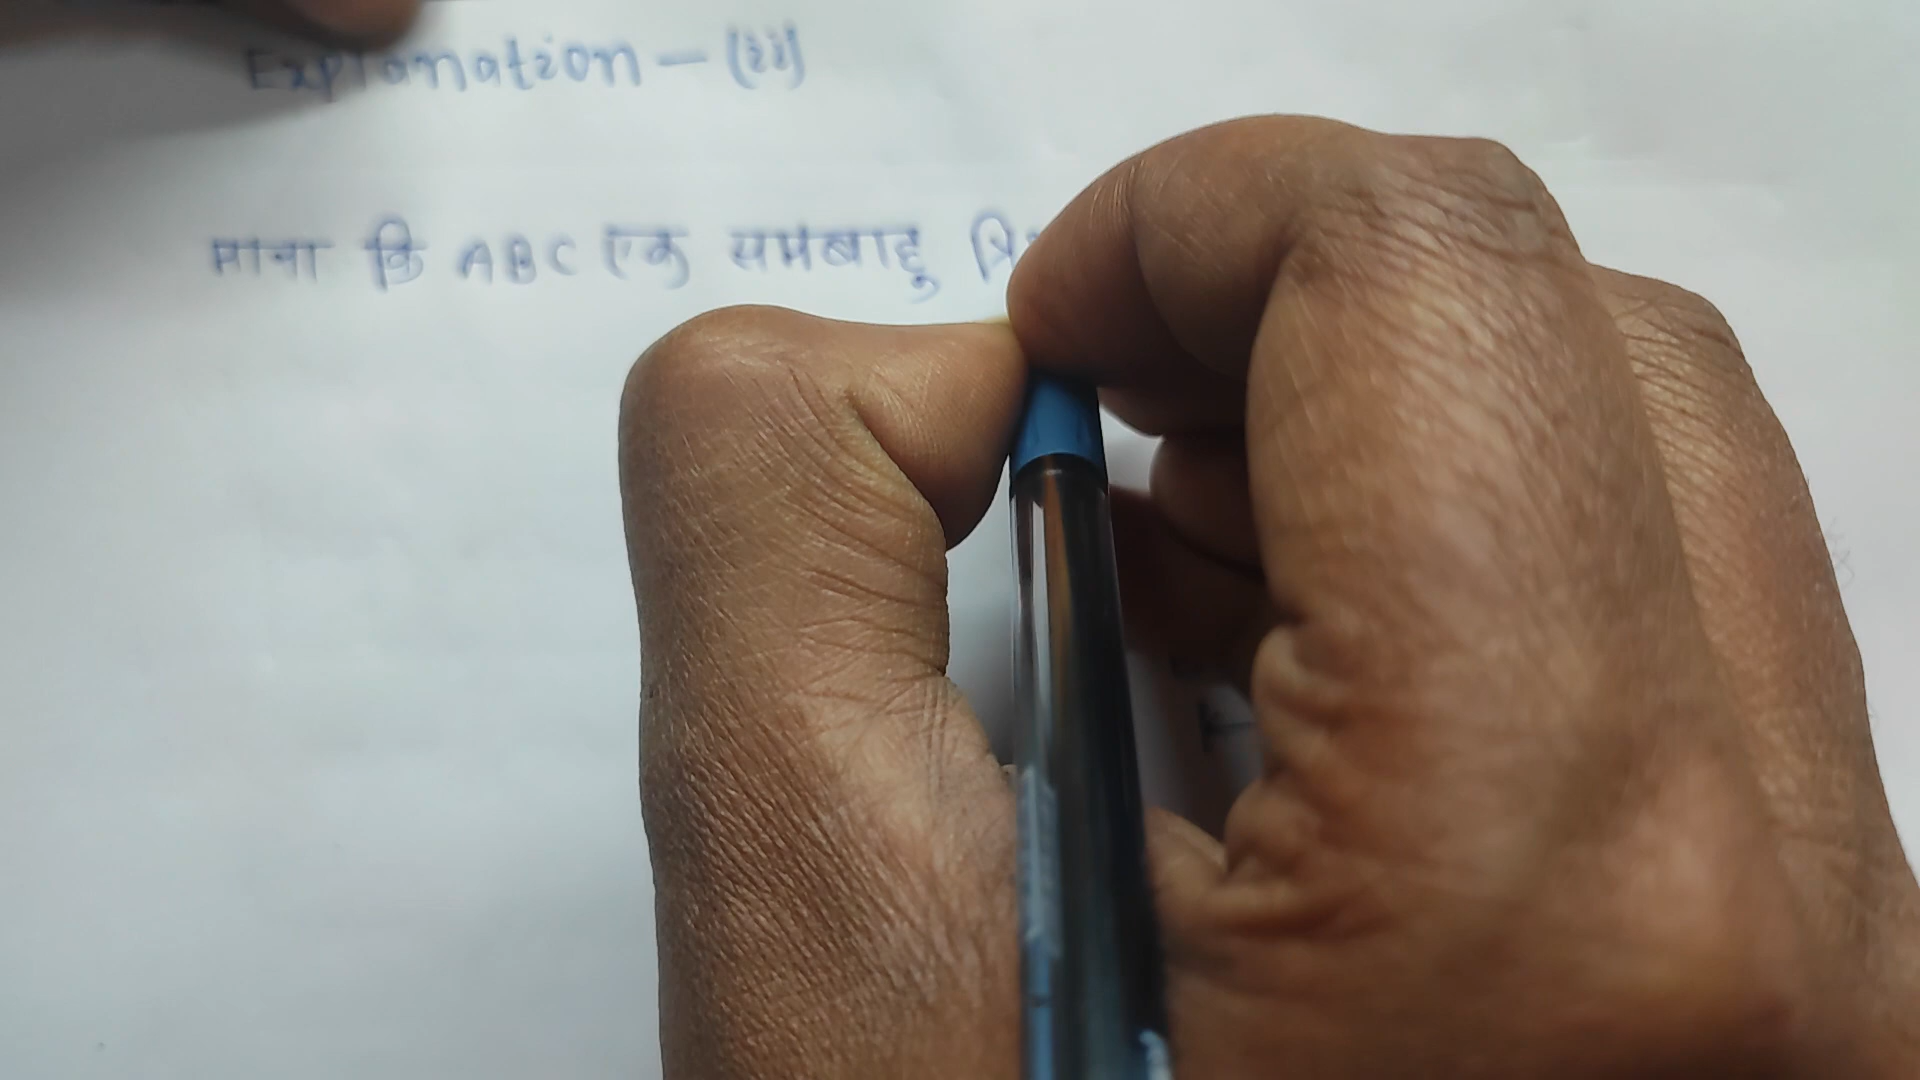 Explanation – (ii)
माना कि ABC एक समबाहु